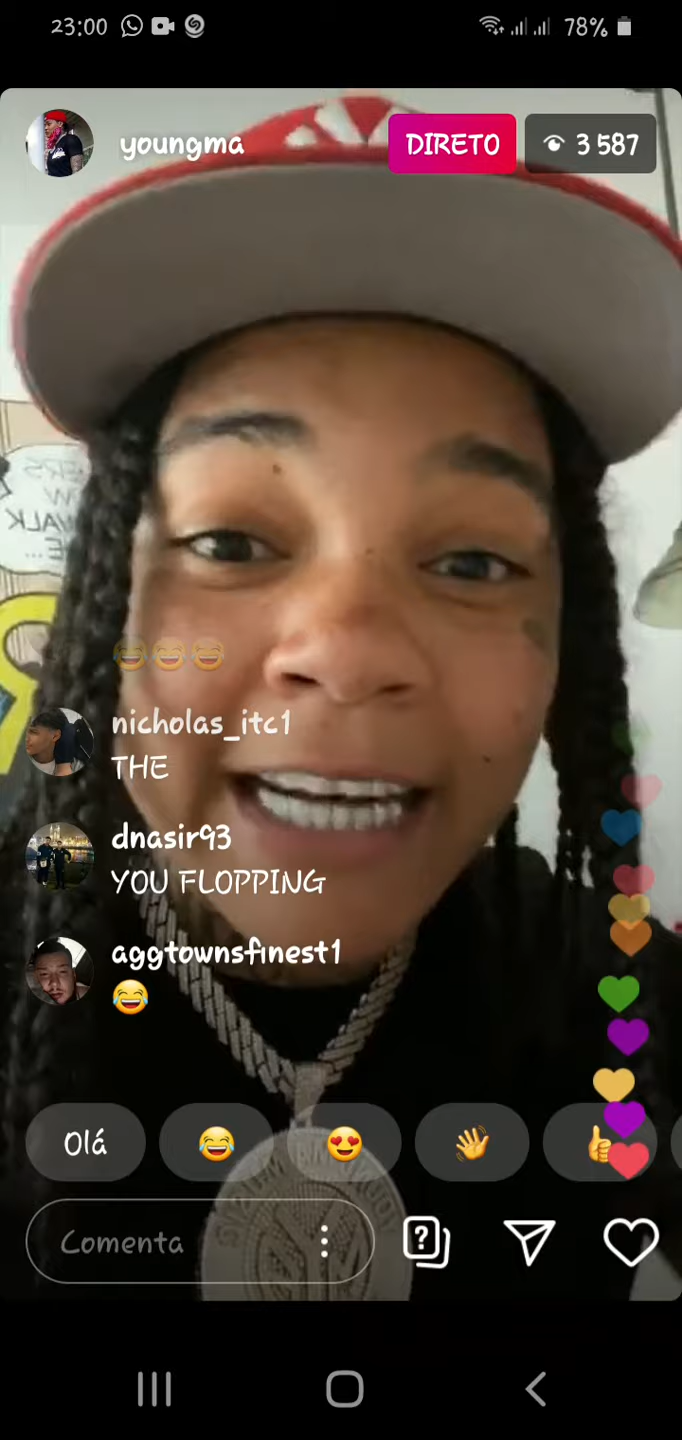 23:00
78%
youngma
DIRETO
3 587
nicholas_itc1
THE
dnasir93
YOU FLOPPING
aggtownsfinest1
😂
Olá
Comenta